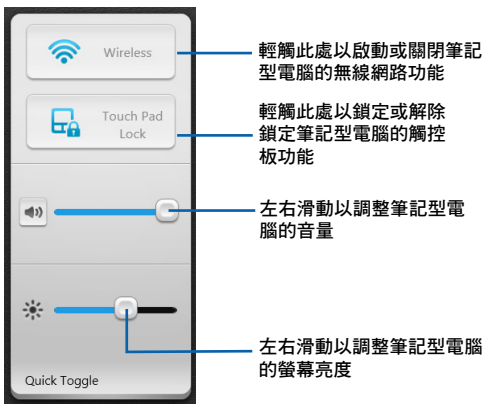 Wireless
輕觸此處以啟動或關閉筆記
型電腦的無線網路功能
Touch Pad
Lock
輕觸此處以鎖定或解除
鎖定筆記型電腦的觸控
板功能
左右滑動以調整筆記型電
腦的音量
左右滑動以調整筆記型電腦
的螢幕亮度
Quick Toggle